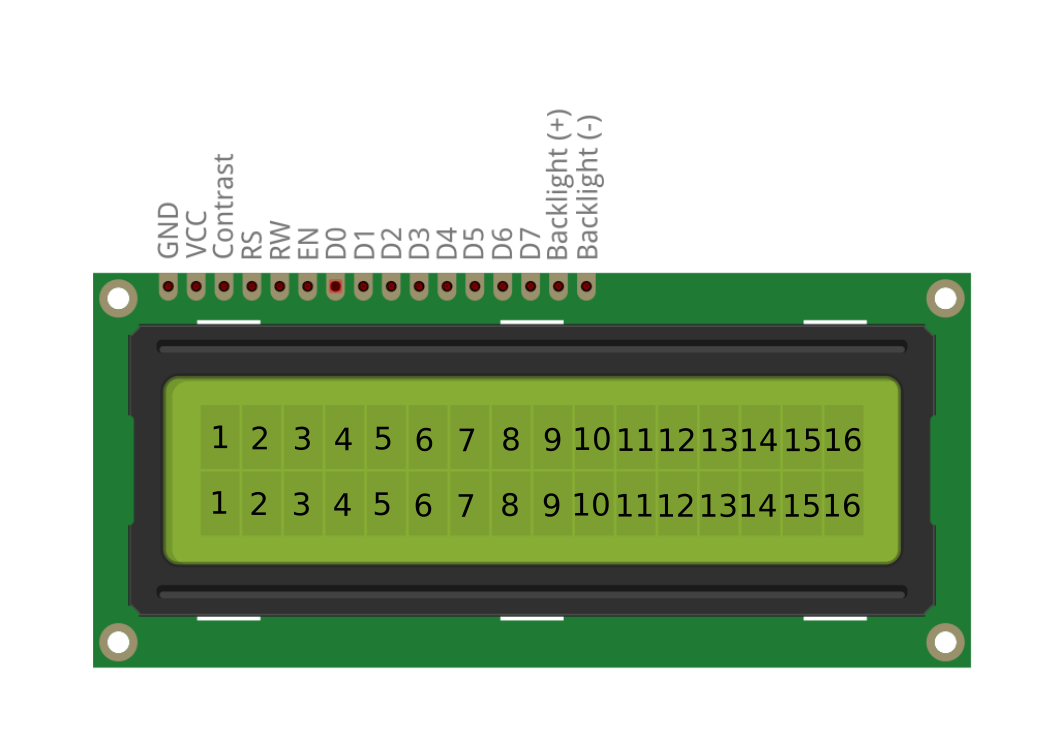 GND
VCC
Contrast
RS
RW
EN
D0
D1
D2
D3
D4
D5
D6
D7
Backlight (+)
Backlight (-)
1 2 3 4 5 6 7 8 9 10 11 12 13 14 15 16
1 2 3 4 5 6 7 8 9 10 11 12 13 14 15 16